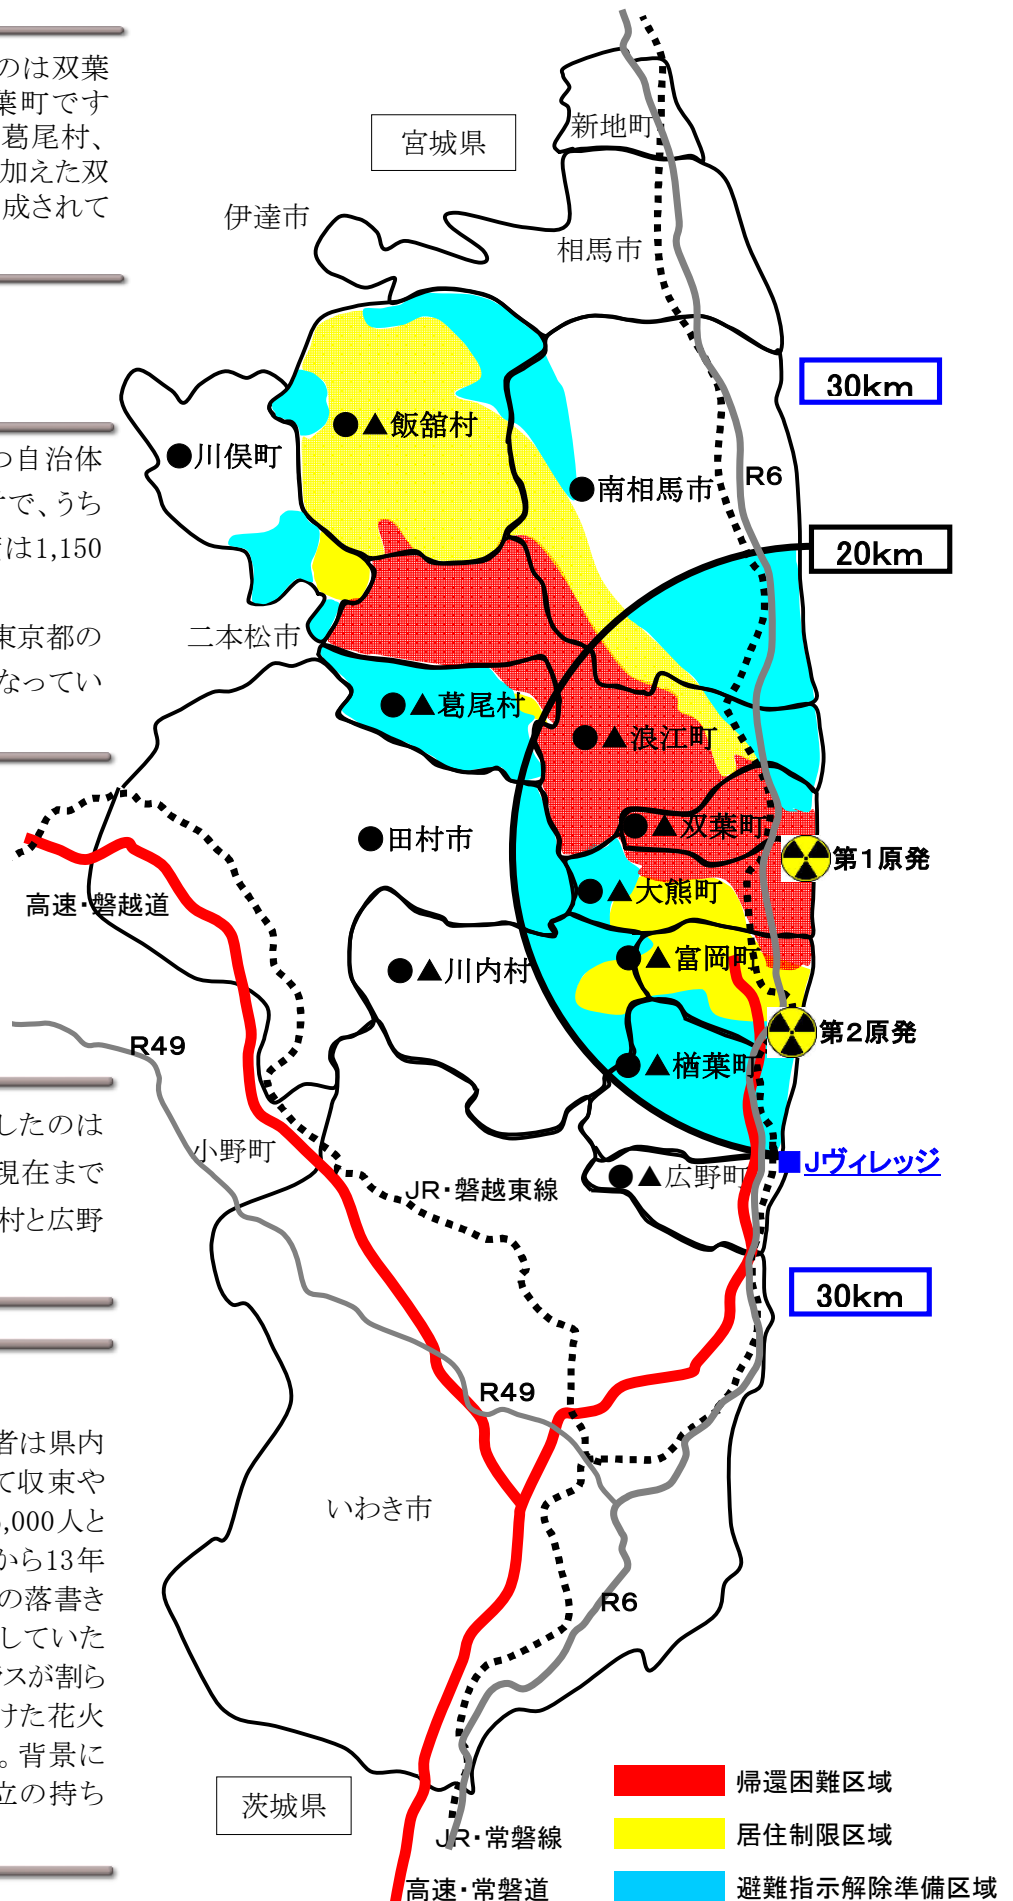 のは双葉
葉町です
葛尾村、
加えた双
成されて
つ自治体
で、うち
は1,150
東京都の
なってい
したのは
現在まで
村と広野
者は県内
て収束や
,000人と
から13年
の落書き
していた
スが割ら
けた花火
。背景に
立の持ち
宮城県
新地町
伊達市
相馬市
30km
●▲飯舘村
●川俣町
●南相馬市
R6
20km
二本松市
●▲葛尾村
●▲浪江町
●田村市
●▲双葉町
第1原発
高速・磐越道
●▲大熊町
●▲川内村
●▲富岡町
第2原発
R49
●▲楢葉町
小野町
JR・磐越東線
●▲広野町
■Jヴィレッジ
30km
R49
いわき市
R6
茨城県
JR・常磐線
高速・常磐道
帰還困難区域
居住制限区域
避難指示解除準備区域